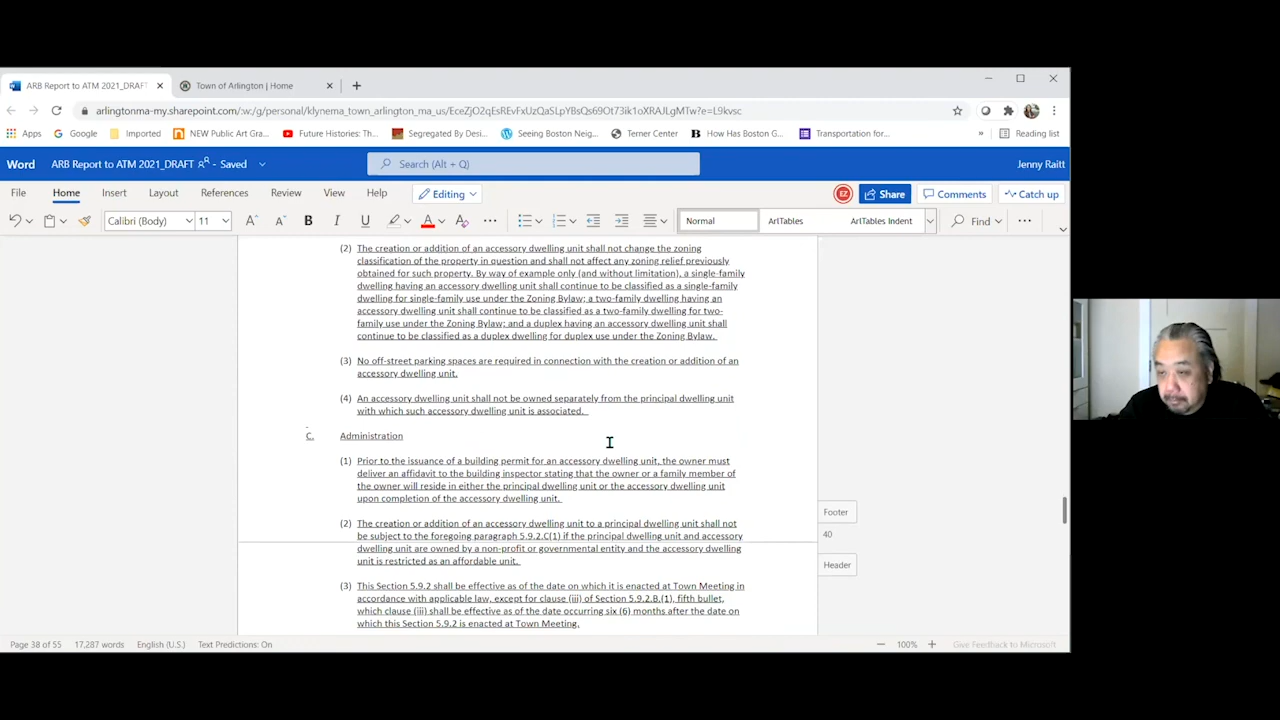 ARB Report to ATM 2021_DRAFT
Town of Arlington | Home
arlingtonma-my.sharepoint.com/:w:/g/personal/klynema_town_arlington_ma_us/EceZjO2qEsREvFxUzQaSLpYBsQs69Ot73ik1oXRAJLgMTw?e=L9kvsc
Apps Google Imported NEW Public Art Gra... Future Histories: Th... Segregated By Desi... Seeing Boston Neig... Terner Center How Has Boston G... Transportation for... » Reading list
Word ARB Report to ATM 2021_DRAFT - Saved Search (Alt + Q) Jenny Raitt
File Home Insert Layout References Review View Help Editing EZ Share Comments Catch up
Calibri (Body) 11 B I U A Normal ArlTables ArlTables Indent Find
(2) The creation or addition of an accessory dwelling unit shall not change the zoning
classification of the property in question and shall not affect any zoning relief previously
obtained for such property. By way of example only (and without limitation), a single-family
dwelling having an accessory dwelling unit shall continue to be classified as a single-family
dwelling for single-family use under the Zoning Bylaw; a two-family dwelling having an
accessory dwelling unit shall continue to be classified as a two-family dwelling for two-
family use under the Zoning Bylaw; and a duplex having an accessory dwelling unit shall
continue to be classified as a duplex dwelling for duplex use under the Zoning Bylaw.
(3) No off-street parking spaces are required in connection with the creation or addition of an
accessory dwelling unit.
(4) An accessory dwelling unit shall not be owned separately from the principal dwelling unit
with which such accessory dwelling unit is associated.
C. Administration
(1) Prior to the issuance of a building permit for an accessory dwelling unit, the owner must
deliver an affidavit to the building inspector stating that the owner or a family member of
the owner will reside in either the principal dwelling unit or the accessory dwelling unit
upon completion of the accessory dwelling unit.
Footer
(2) The creation or addition of an accessory dwelling unit to a principal dwelling unit shall not
be subject to the foregoing paragraph 5.9.2.C(1) if the principal dwelling unit and accessory
40
dwelling unit are owned by a non-profit or governmental entity and the accessory dwelling
unit is restricted as an affordable unit.
Header
(3) This Section 5.9.2 shall be effective as of the date on which it is enacted at Town Meeting in
accordance with applicable law, except for clause (iii) of Section 5.9.2.B.(1), fifth bullet,
which clause (iii) shall be effective as of the date occurring six (6) months after the date on
which this Section 5.9.2 is enacted at Town Meeting.
Page 38 of 55 17,287 words English (U.S.) Text Predictions: On 100% Give Feedback to Microsoft